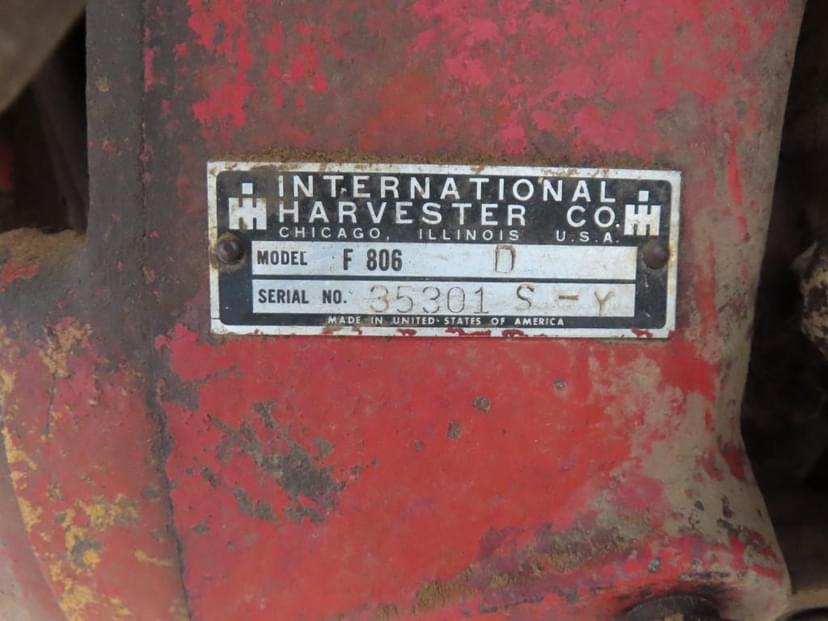 INTERNATIONAL
HARVESTER CO.
CHICAGO, ILLINOIS U.S.A.
MODEL F 806 D
SERIAL NO. 35301 S - Y
MADE IN UNITED STATES OF AMERICA